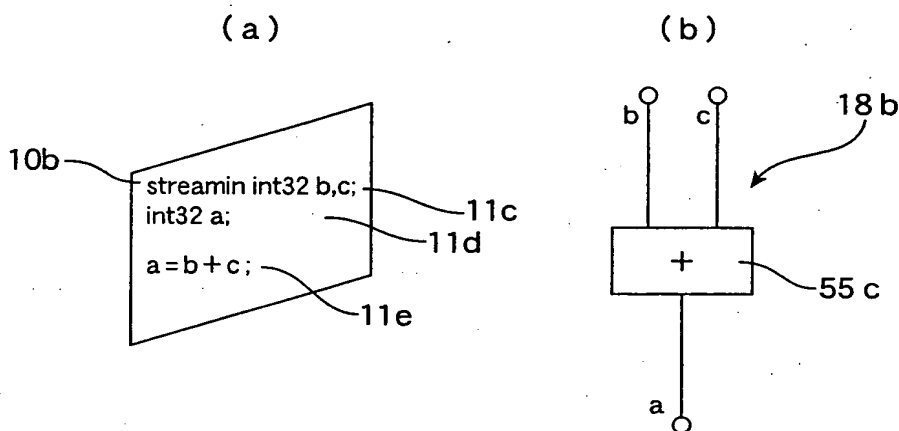 (a)
10b
streamin int32 b,c;
int32 a;
a=b+c;
11c
11d
11e
(b)
b
c
18b
+
55c
a